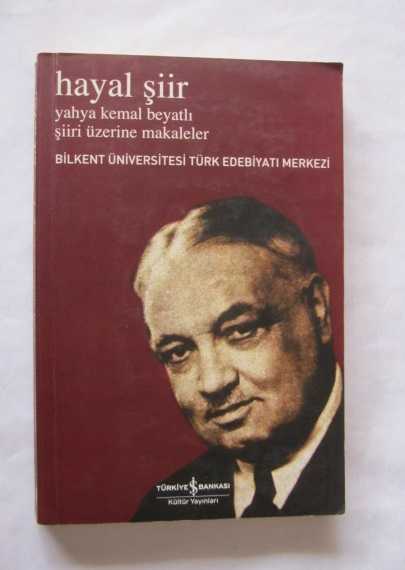 hayal şiir
yahya kemal beyatlı
şiiri üzerine makaleler
BİLKENT ÜNİVERSİTESİ TÜRK EDEBİYATI MERKEZİ
TÜRKİYE İŞ BANKASI
Kültür Yayınları